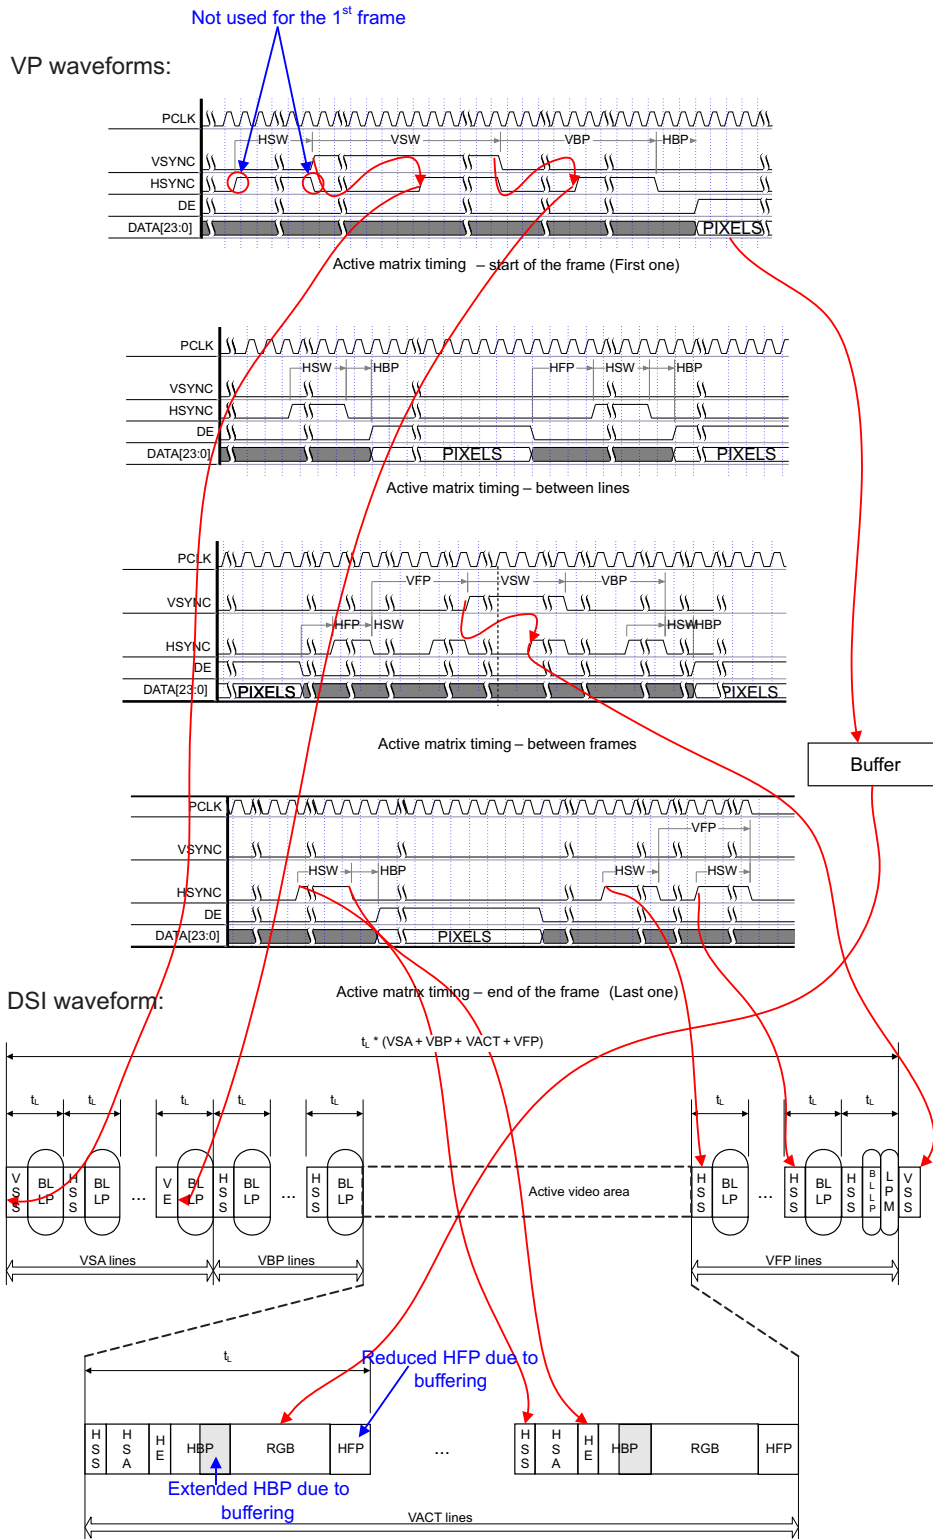 Not used for the 1st frame
VP waveforms:
PCLK
HSW VSW VBP HBP
VSYNC
HSYNC
DE
DATA[23:0] PIXELS
Active matrix timing – start of the frame (First one)
PCLK
HSW HBP HFP HSW HBP
VSYNC
HSYNC
DE
DATA[23:0] PIXELS PIXELS
Active matrix timing – between lines
PCLK
VFP VSW VBP
VSYNC
HFP HSW HSW HBP
HSYNC
DE
DATA[23:0] PIXELS PIXELS
Active matrix timing – between frames
Buffer
PCLK
VFP
VSYNC
HSW HBP HSW HSW
HSYNC
DE
DATA[23:0] PIXELS
Active matrix timing – end of the frame (Last one)
DSI waveform:
tL * (VSA + VBP + VACT + VFP)
tL tL tL tL tL tL tL tL
VSS BLLP HSS BLLP ... VE BLLP HSS BLLP ... HSS BLLP Active video area HSS BLLP ... HSS BLLP HSS BLLP LPM VSS
VSA lines VBP lines VFP lines
tL
Reduced HFP due to
buffering
HSS HSA HE HBP RGB HFP ... HSS HSA HE HBP RGB HFP
Extended HBP due to
buffering
VACT lines